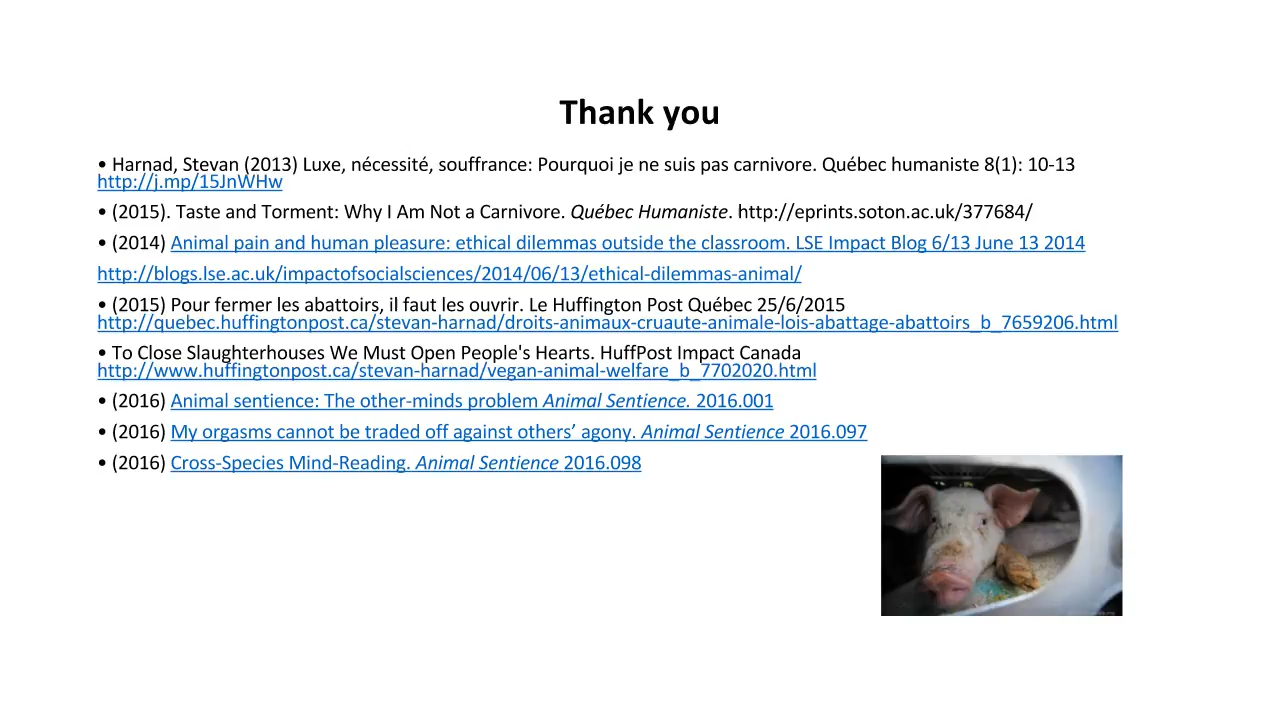 Thank you
• Harnad, Stevan (2013) Luxe, nécessité, souffrance: Pourquoi je ne suis pas carnivore. Québec humaniste 8(1): 10-13
http://j.mp/15JnWHw
• (2015). Taste and Torment: Why I Am Not a Carnivore. Québec Humaniste. http://eprints.soton.ac.uk/377684/
• (2014) Animal pain and human pleasure: ethical dilemmas outside the classroom. LSE Impact Blog 6/13 June 13 2014
http://blogs.lse.ac.uk/impactofsocialsciences/2014/06/13/ethical-dilemmas-animal/
• (2015) Pour fermer les abattoirs, il faut les ouvrir. Le Huffington Post Québec 25/6/2015
http://quebec.huffingtonpost.ca/stevan-harnad/droits-animaux-cruaute-animale-lois-abattage-abattoirs_b_7659206.html
• To Close Slaughterhouses We Must Open People's Hearts. HuffPost Impact Canada
http://www.huffingtonpost.ca/stevan-harnad/vegan-animal-welfare_b_7702020.html
• (2016) Animal sentience: The other-minds problem Animal Sentience. 2016.001
• (2016) My orgasms cannot be traded off against others’ agony. Animal Sentience 2016.097
• (2016) Cross-Species Mind-Reading. Animal Sentience 2016.098